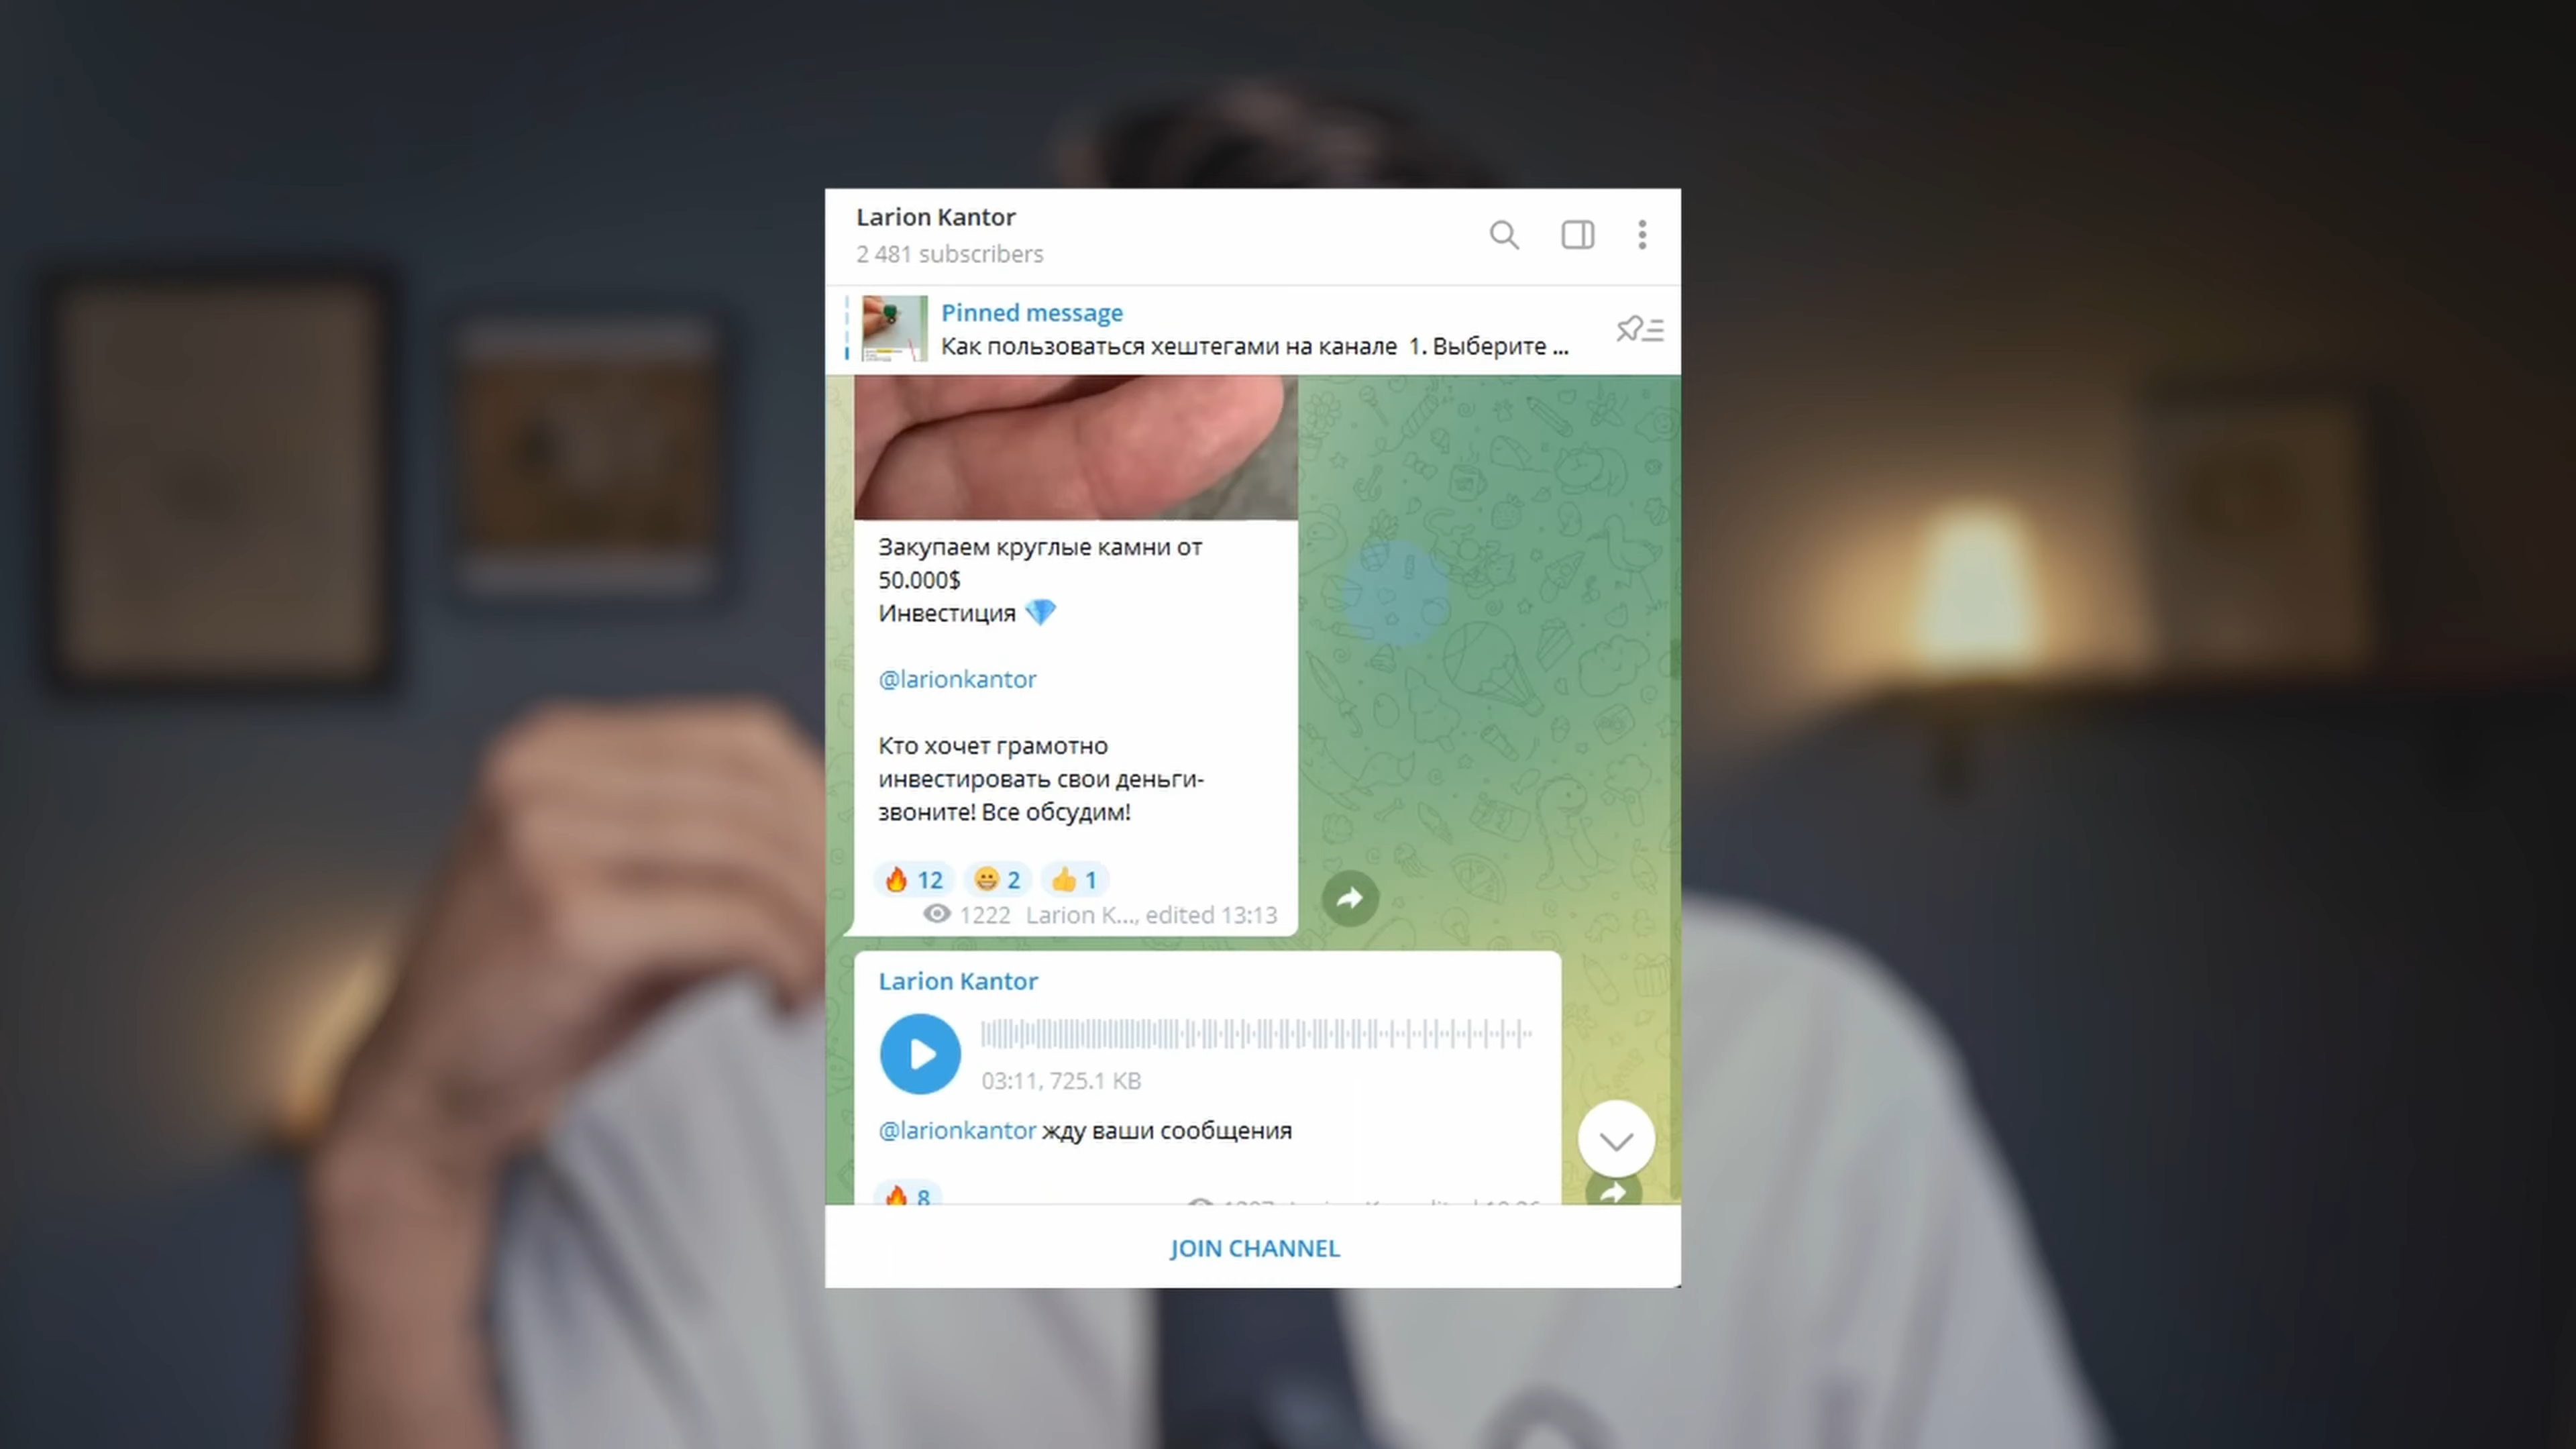 Larion Kantor
2 481 subscribers
Pinned message
Как пользоваться хештегами на канале 1. Выберите ...
Закупаем круглые камни от
50.000$
Инвестиция 💎
@larionkantor
Кто хочет грамотно
инвестировать свои деньги-
звоните! Все обсудим!
🔥 12 😀 2 👍 1
1222 Larion K..., edited 13:13
Larion Kantor
03:11, 725.1 KB
@larionkantor жду ваши сообщения
🔥 8
JOIN CHANNEL